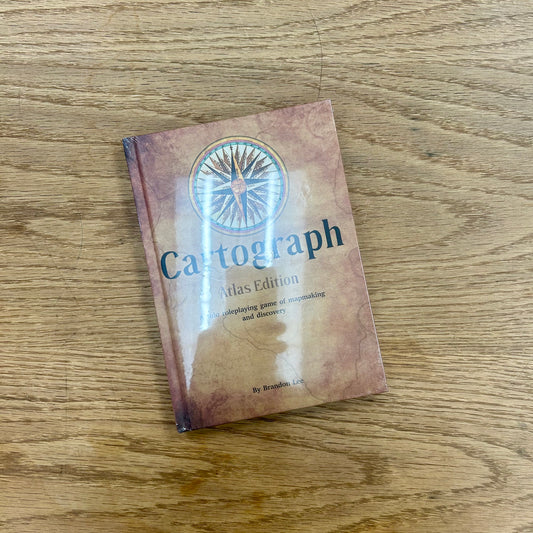 Cartograph
Atlas Edition
roleplaying game of mapmaking
and discovery
By Brandon Lee